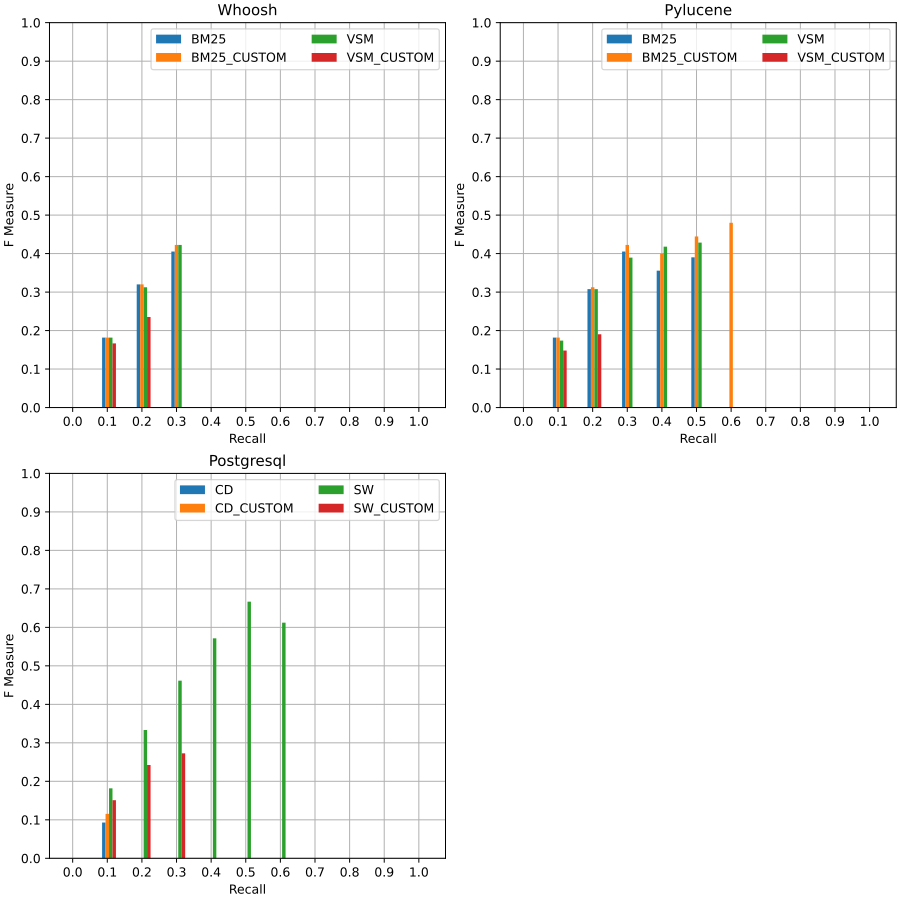 Whoosh
BM25 VSM
BM25_CUSTOM VSM_CUSTOM
1.0
0.9
0.8
0.7
0.6
0.5
0.4
0.3
0.2
0.1
0.0
F Measure
0.0 0.1 0.2 0.3 0.4 0.5 0.6 0.7 0.8 0.9 1.0
Recall
Pylucene
BM25 VSM
BM25_CUSTOM VSM_CUSTOM
1.0
0.9
0.8
0.7
0.6
0.5
0.4
0.3
0.2
0.1
0.0
F Measure
0.0 0.1 0.2 0.3 0.4 0.5 0.6 0.7 0.8 0.9 1.0
Recall
Postgresql
CD SW
CD_CUSTOM SW_CUSTOM
1.0
0.9
0.8
0.7
0.6
0.5
0.4
0.3
0.2
0.1
0.0
F Measure
0.0 0.1 0.2 0.3 0.4 0.5 0.6 0.7 0.8 0.9 1.0
Recall